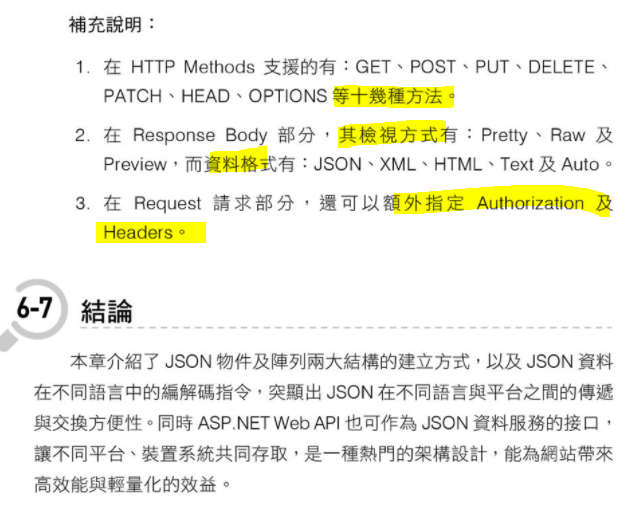 補充說明：
1. 在 HTTP Methods 支援的有：GET、POST、PUT、DELETE、
PATCH、HEAD、OPTIONS 等十幾種方法。
2. 在 Response Body 部分，其檢視方式有：Pretty、Raw 及
Preview，而資料格式有：JSON、XML、HTML、Text 及 Auto。
3. 在 Request 請求部分，還可以額外指定 Authorization 及
Headers。
6-7 結論
本章介紹了 JSON 物件及陣列兩大結構的建立方式，以及 JSON 資料
在不同語言中的編解碼指令，突顯出 JSON 在不同語言與平台之間的傳遞
與交換方便性。同時 ASP.NET Web API 也可作為 JSON 資料服務的接口，
讓不同平台、裝置系統共同存取，是一種熱門的架構設計，能為網站帶來
高效能與輕量化的效益。